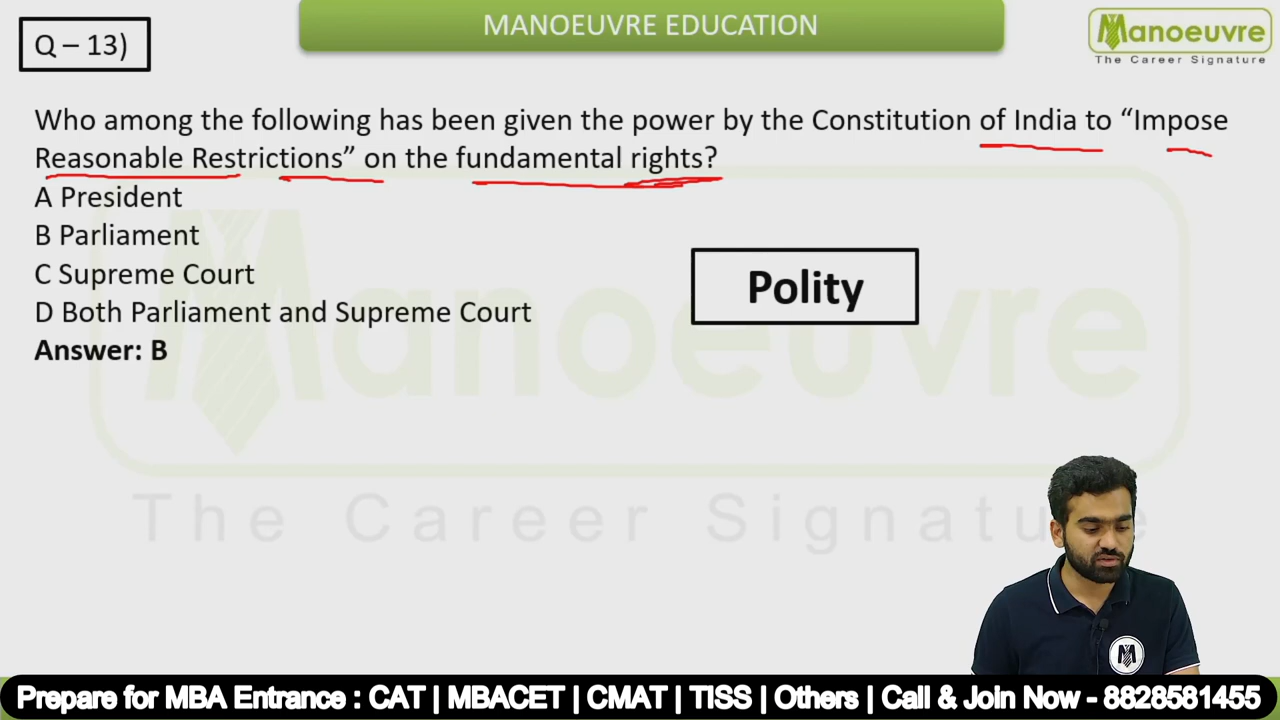 MANOEUVRE EDUCATION
Q – 13)
Manoeuvre
The Career Signature
Who among the following has been given the power by the Constitution of India to “Impose
Reasonable Restrictions” on the fundamental rights?
A President
B Parliament
C Supreme Court
D Both Parliament and Supreme Court
Answer: B
Polity
Manoeuvre
The Career Signature
Prepare for MBA Entrance : CAT | MBACET | CMAT | TISS | Others | Call & Join Now - 8828581455